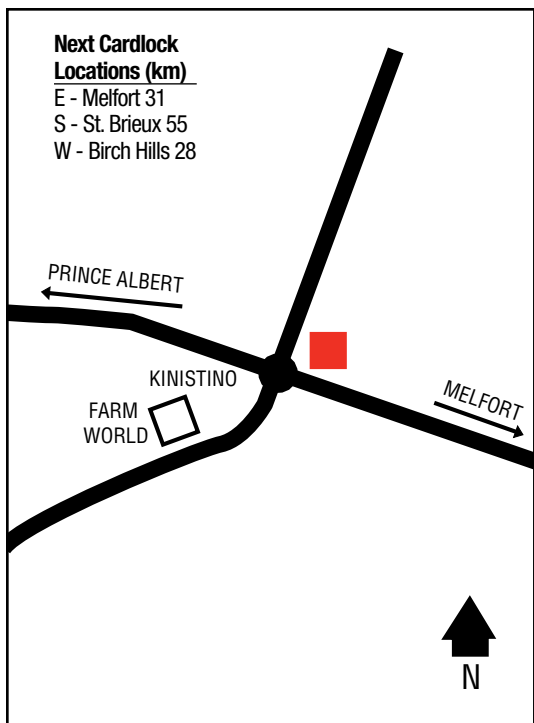 Next Cardlock
Locations (km)
E - Melfort 31
S - St. Brieux 55
W - Birch Hills 28
PRINCE ALBERT
KINISTINO
FARM
WORLD
MELFORT
N